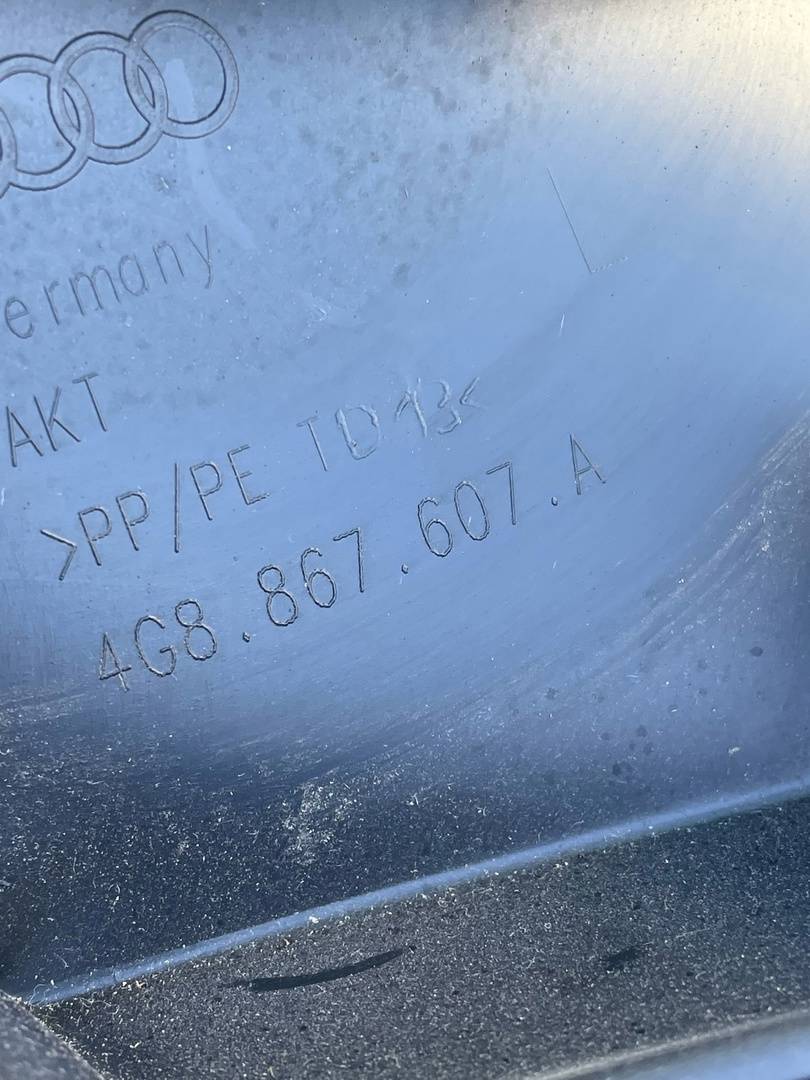 ermany
AKT
>PP/PE TD13<
4G8.867.607.A